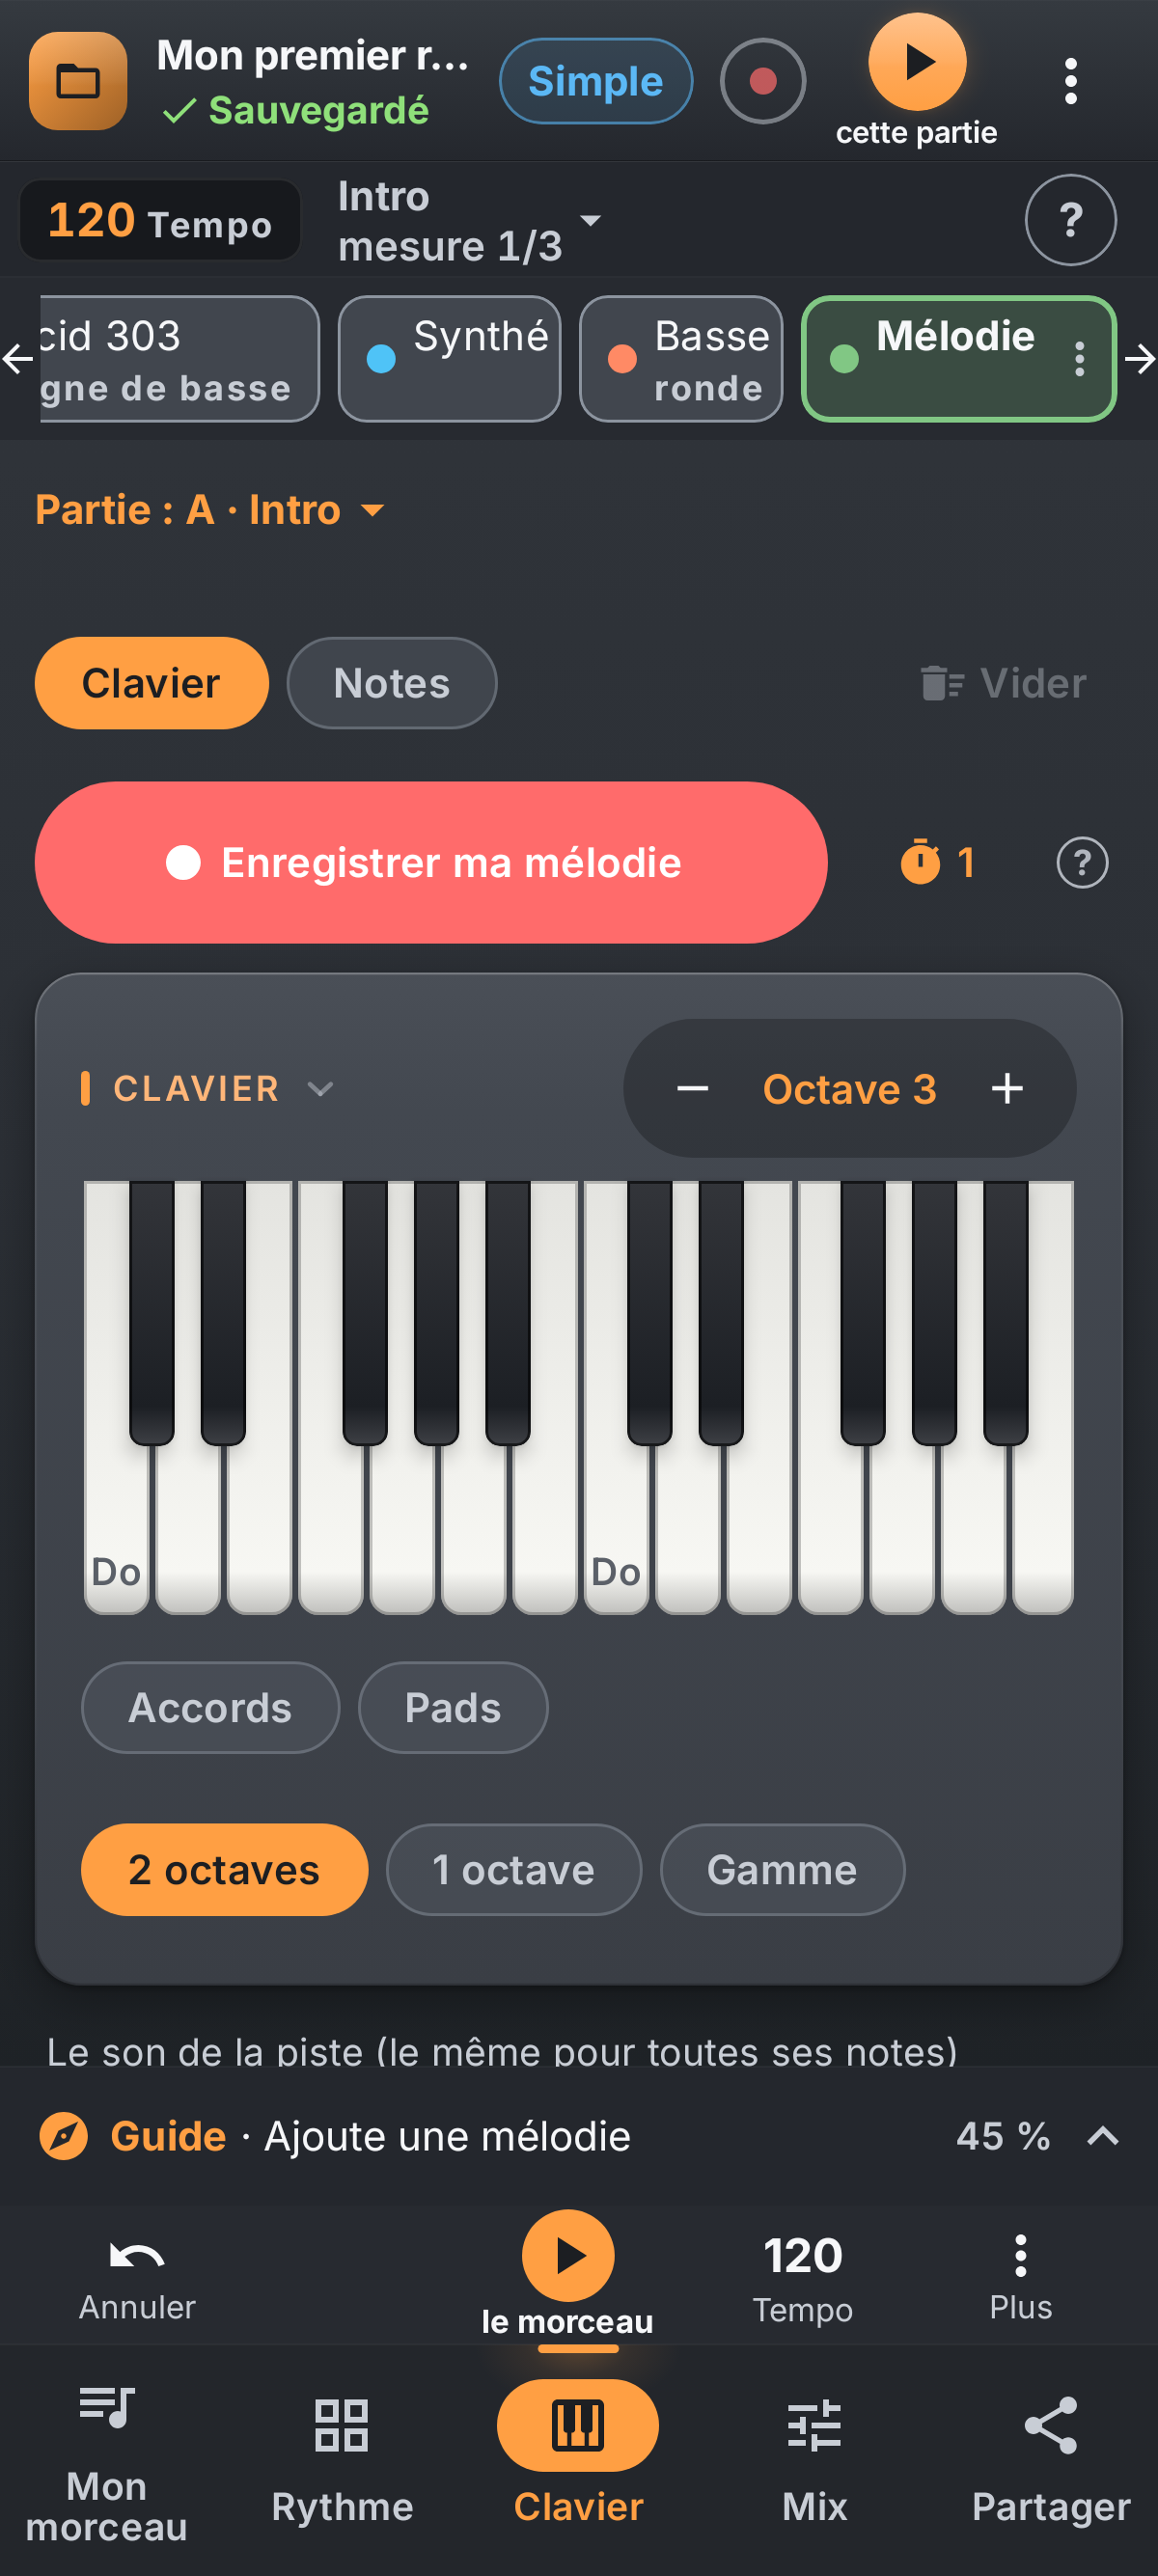 Mon premier r...
Sauvegardé
Simple
cette partie
120 Tempo
Intro
mesure 1/3
?
cid 303
gne de basse
Synthé
Basse
ronde
Mélodie
Partie : A · Intro
Clavier
Notes
Vider
Enregistrer ma mélodie
1
?
CLAVIER
Octave 3
Do
Do
Accords
Pads
2 octaves
1 octave
Gamme
Le son de la piste (le même pour toutes ses notes)
Guide · Ajoute une mélodie
45 %
Annuler
le morceau
120
Tempo
Plus
Mon
morceau
Rythme
Clavier
Mix
Partager